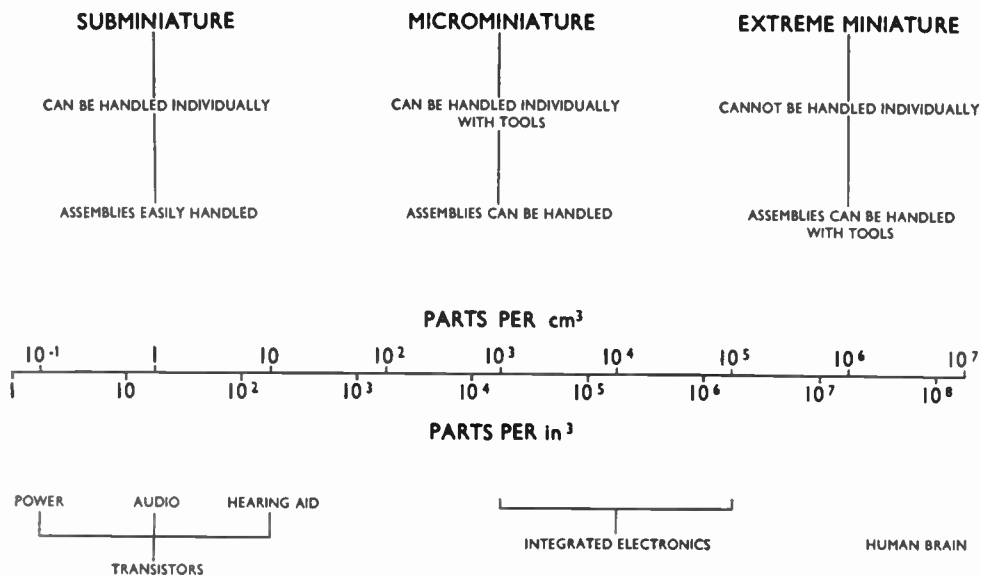 SUBMINIATURE MICROMINIATURE EXTREME MINIATURE
CAN BE HANDLED INDIVIDUALLY
CAN BE HANDLED INDIVIDUALLY
WITH TOOLS
CANNOT BE HANDLED INDIVIDUALLY
ASSEMBLIES EASILY HANDLED
ASSEMBLIES CAN BE HANDLED
ASSEMBLIES CAN BE HANDLED
WITH TOOLS
PARTS PER cm³
10⁻¹ 1 10 10² 10³ 10⁴ 10⁵ 10⁶ 10⁷
1 10 10² 10³ 10⁴ 10⁵ 10⁶ 10⁷ 10⁸
PARTS PER in³
POWER AUDIO HEARING AID
TRANSISTORS
INTEGRATED ELECTRONICS
HUMAN BRAIN